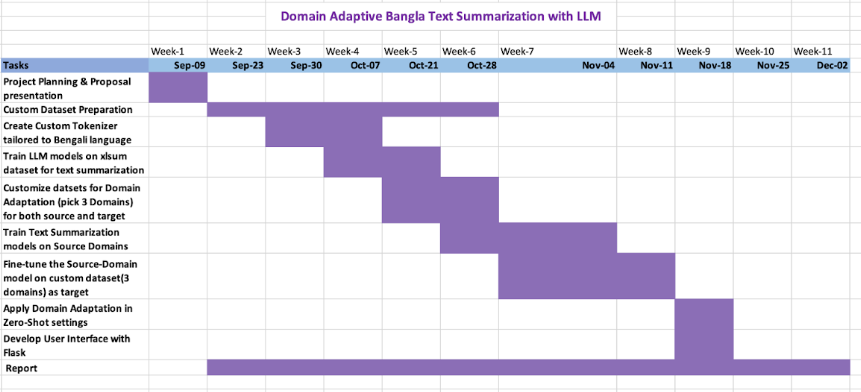 Domain Adaptive Bangla Text Summarization with LLM
Week-1 Week-2 Week-3 Week-4 Week-5 Week-6 Week-7 Week-8 Week-9 Week-10 Week-11
Tasks Sep-09 Sep-23 Sep-30 Oct-07 Oct-21 Oct-28 Nov-04 Nov-11 Nov-18 Nov-25 Dec-02
Project Planning & Proposal
presentation
Custom Dataset Preparation
Create Custom Tokenizer
tailored to Bengali language
Train LLM models on xlsum
dataset for text summarization
Customize datsets for Domain
Adaptation (pick 3 Domains)
for both source and target
Train Text Summarization
models on Source Domains
Fine-tune the Source-Domain
model on custom dataset(3
domains) as target
Apply Domain Adaptation in
Zero-Shot settings
Develop User Interface with
Flask
Report